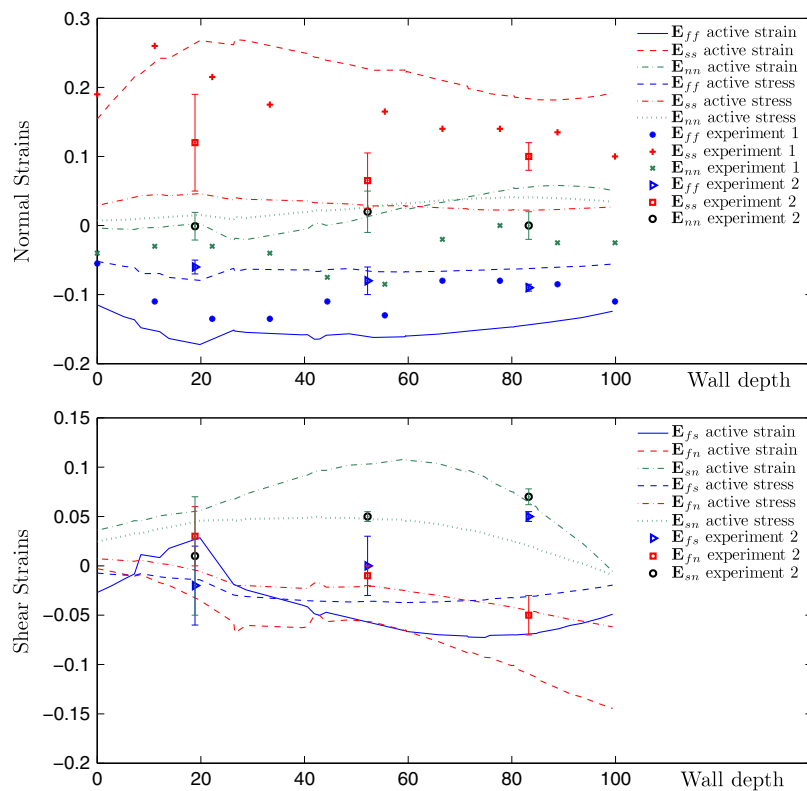 0.3
0.2
0.1
0
−0.1
−0.2
Normal Strains
0 20 40 60 80 100
Wall depth
E_ff active strain
E_ss active strain
E_nn active strain
E_ff active stress
E_ss active stress
E_nn active stress
E_ff experiment 1
E_ss experiment 1
E_nn experiment 1
E_ff experiment 2
E_ss experiment 2
E_nn experiment 2
0.15
0.1
0.05
0
−0.05
−0.1
−0.15
−0.2
Shear Strains
0 20 40 60 80 100
Wall depth
E_fs active strain
E_fn active strain
E_sn active strain
E_fs active stress
E_fn active stress
E_sn active stress
E_fs experiment 2
E_fn experiment 2
E_sn experiment 2